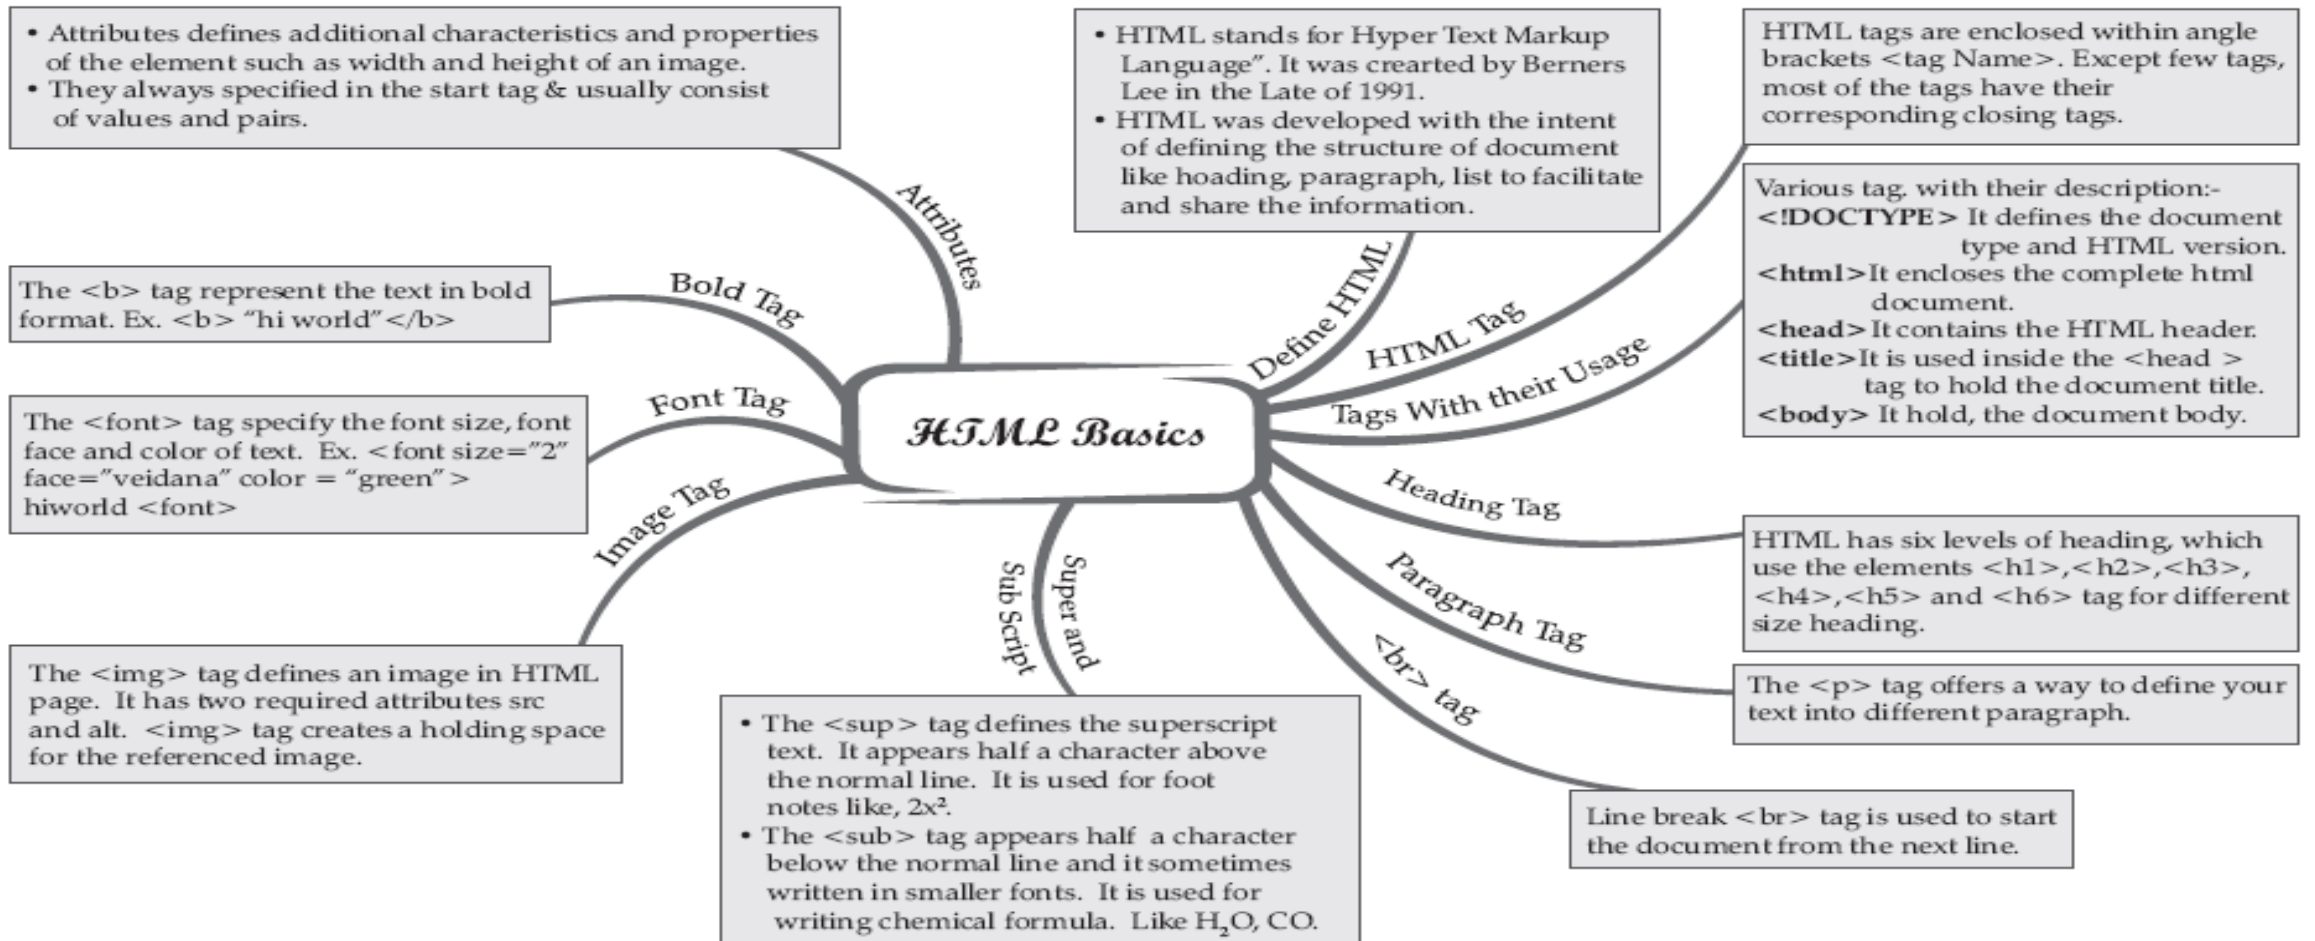 • Attributes defines additional characteristics and properties
of the element such as width and height of an image.
• They always specified in the start tag & usually consist
of values and pairs.
Attributes
• HTML stands for Hyper Text Markup
Language”. It was crearted by Berners
Lee in the Late of 1991.
• HTML was developed with the intent
of defining the structure of document
like hoading, paragraph, list to facilitate
and share the information.
Define HTML
HTML tags are enclosed within angle
brackets <tag Name>. Except few tags,
most of the tags have their
corresponding closing tags.
HTML Tag
Various tag. with their description:-
<!DOCTYPE> It defines the document
type and HTML version.
<html>It encloses the complete html
document.
<head>It contains the HTML header.
<title>It is used inside the <head >
tag to hold the document title.
<body> It hold, the document body.
Tags With their Usage
The <b> tag represent the text in bold
format. Ex. <b> “hi world”</b>
Bold Tag
The <font> tag specify the font size, font
face and color of text. Ex. <font size=”2”
face=”veidana” color = “green”>
hiworld <font>
Font Tag
HTML Basics
Heading Tag
HTML has six levels of heading, which
use the elements <h1>,<h2>,<h3>,
<h4>,<h5> and <h6> tag for different
size heading.
Image Tag
The <img> tag defines an image in HTML
page. It has two required attributes src
and alt. <img> tag creates a holding space
for the referenced image.
Super and
Sub Script
• The <sup> tag defines the superscript
text. It appears half a character above
the normal line. It is used for foot
notes like, 2x².
• The <sub> tag appears half a character
below the normal line and it sometimes
written in smaller fonts. It is used for
writing chemical formula. Like H₂O, CO.
Paragraph Tag
The <p> tag offers a way to define your
text into different paragraph.
<br> tag
Line break <br> tag is used to start
the document from the next line.